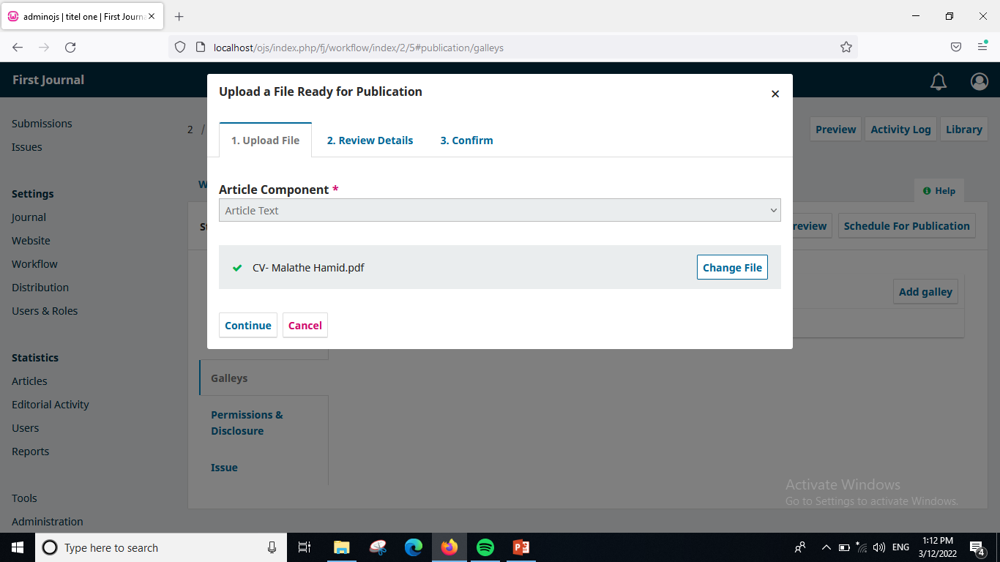 adminojs | titel one | First Journa
localhost/ojs/index.php/fj/workflow/index/2/5#publication/galleys
First Journal
Upload a File Ready for Publication
1. Upload File
2. Review Details
3. Confirm
Article Component *
Article Text
CV- Malathe Hamid.pdf
Change File
Continue
Cancel
Submissions
Issues
Settings
Journal
Website
Workflow
Distribution
Users & Roles
Statistics
Articles
Editorial Activity
Users
Reports
Tools
Administration
2 /
Preview
Activity Log
Library
W
Help
S
review
Schedule For Publication
Add galley
Galleys
Permissions &
Disclosure
Issue
Activate Windows
Go to Settings to activate Windows.
Type here to search
ENG
1:12 PM
3/12/2022
4